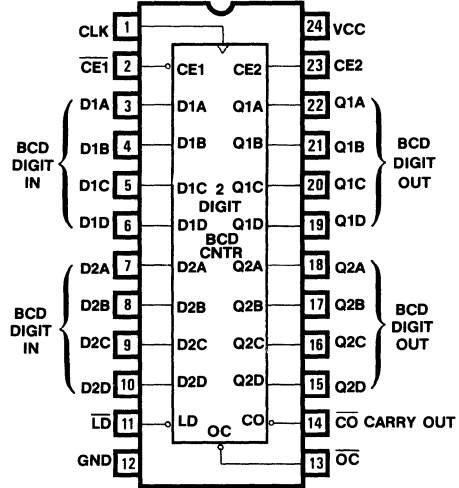 CLK 1 24 VCC
CE1 2 CE1 CE2 23 CE2
D1A 3 D1A Q1A 22 Q1A
D1B 4 D1B Q1B 21 Q1B
BCD DIGIT IN
BCD DIGIT OUT
D1C 5 D1C 2 Q1C 20 Q1C
DIGIT
D1D 6 D1D Q1D 19 Q1D
BCD
CNTR
D2A 7 D2A Q2A 18 Q2A
D2B 8 D2B Q2B 17 Q2B
BCD DIGIT IN
BCD DIGIT OUT
D2C 9 D2C Q2C 16 Q2C
D2D 10 D2D Q2D 15 Q2D
LD 11 LD CO 14 CO CARRY OUT
OC
GND 12 13 OC